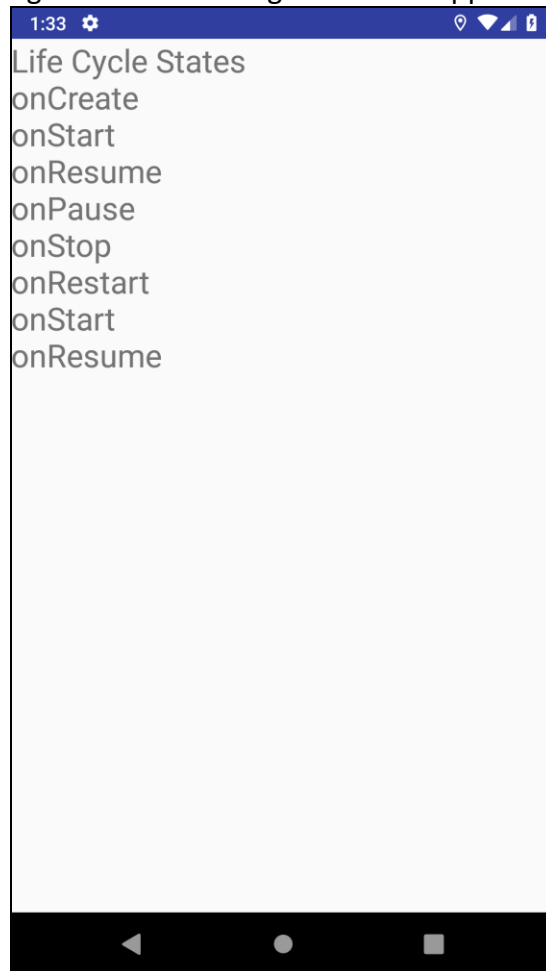 1:33
Life Cycle States
onCreate
onStart
onResume
onPause
onStop
onRestart
onStart
onResume